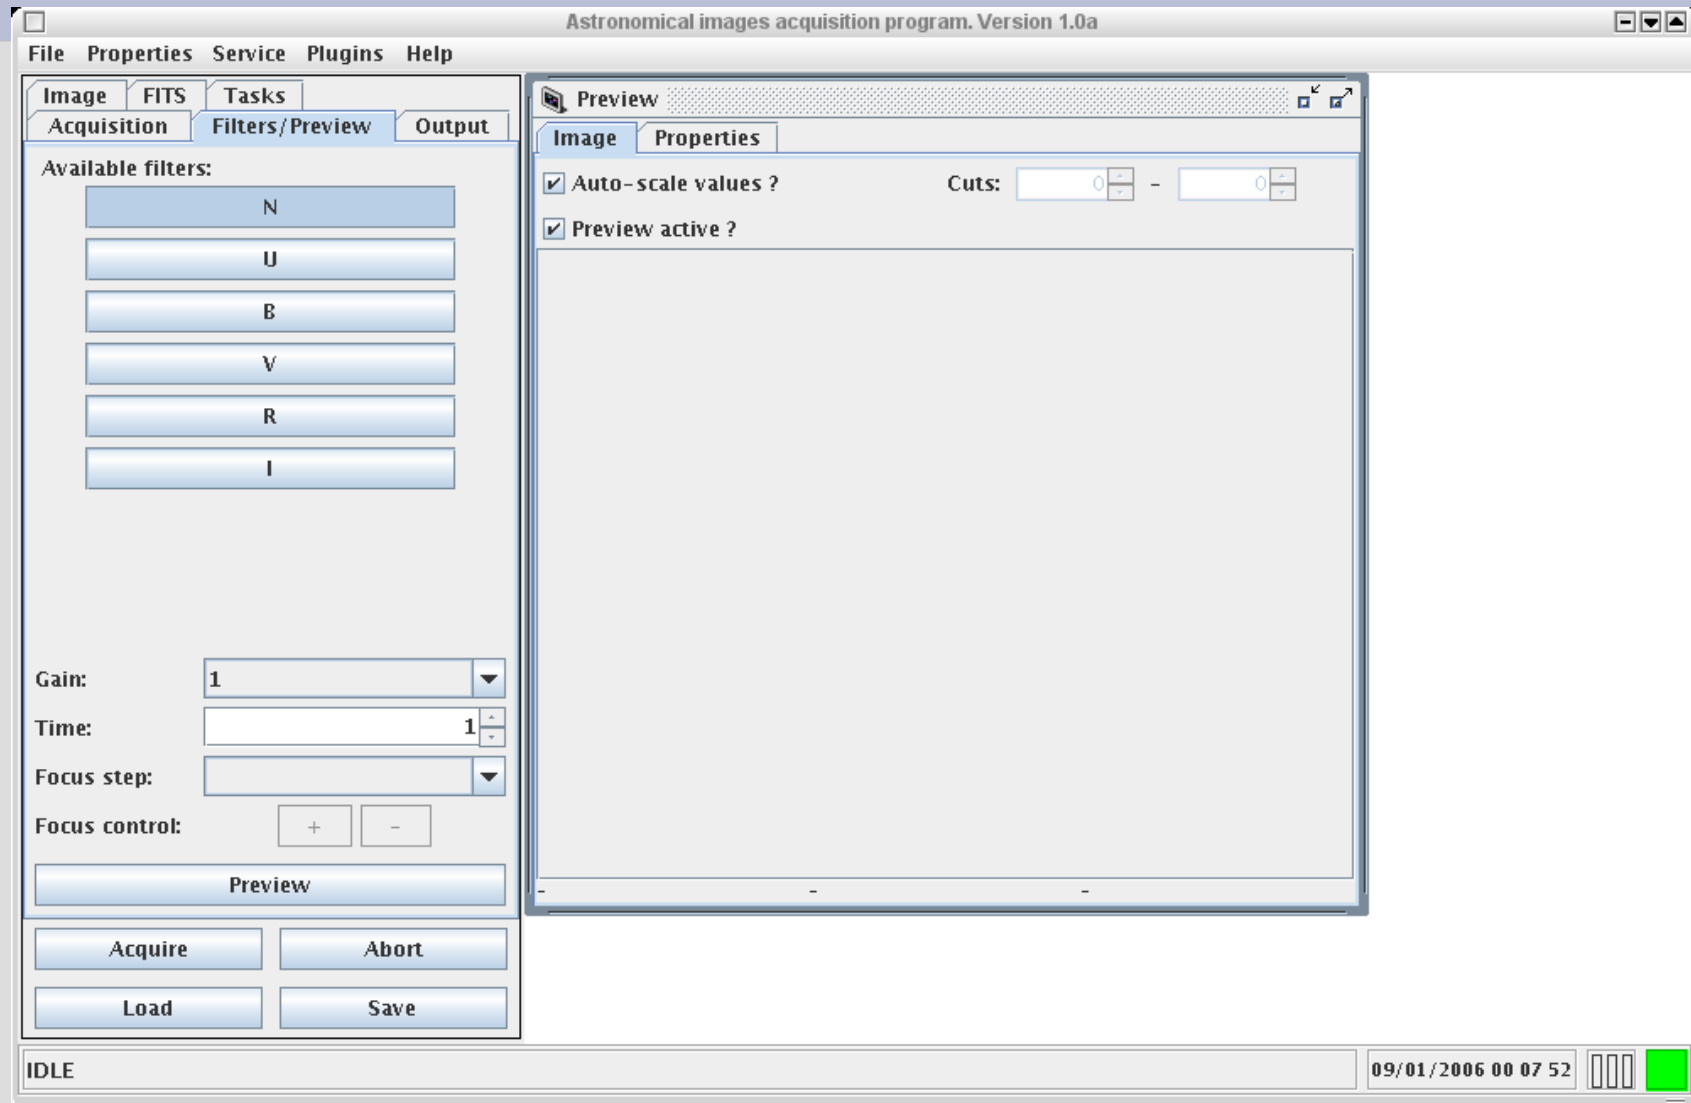 Astronomical images acquisition program. Version 1.0a
File Properties Service Plugins Help
Image FITS Tasks
Acquisition Filters/Preview Output
Available filters:
N
U
B
V
R
I
Gain: 1
Time: 1
Focus step:
Focus control: + -
Preview
Acquire Abort
Load Save
Preview
Image Properties
Auto-scale values ? Cuts: 0 - 0
Preview active ?
- - -
IDLE
09/01/2006 00 07 52